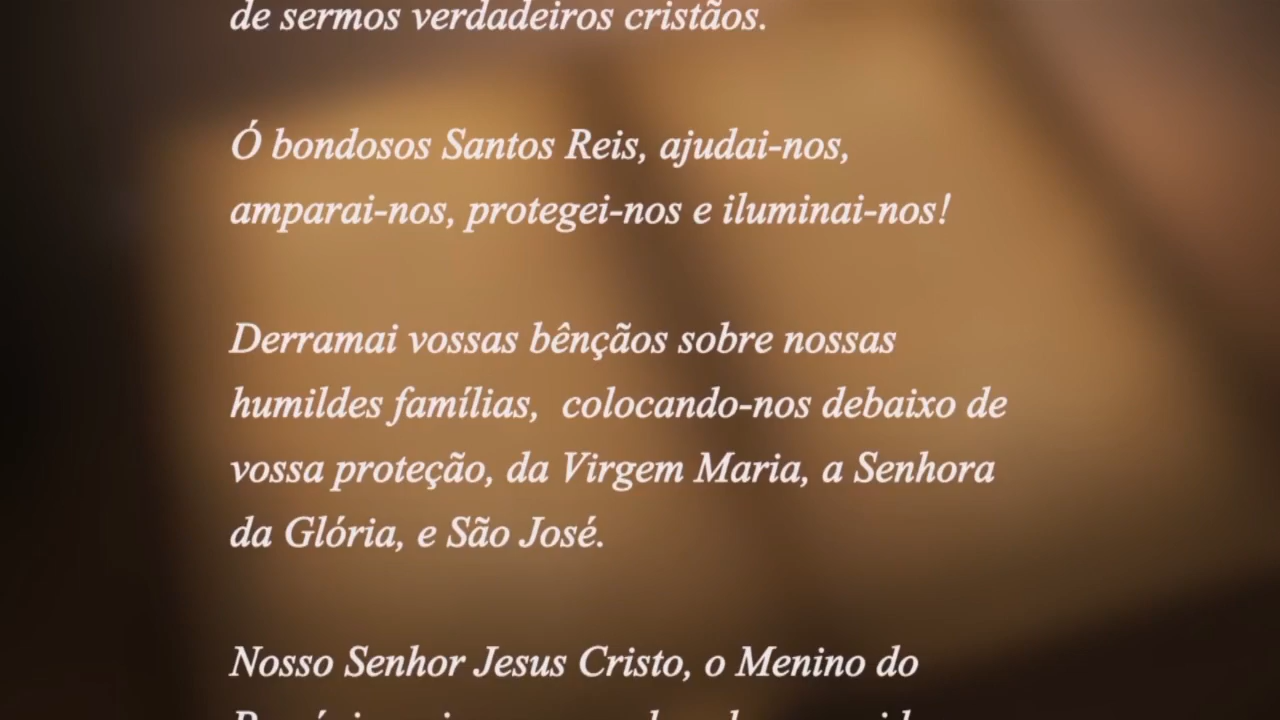 de sermos verdadeiros cristãos.
Ó bondosos Santos Reis, ajudai-nos,
amparai-nos, protegei-nos e iluminai-nos!
Derramai vossas bênçãos sobre nossas
humildes famílias,  colocando-nos debaixo de
vossa proteção, da Virgem Maria, a Senhora
da Glória, e São José.
Nosso Senhor Jesus Cristo, o Menino do